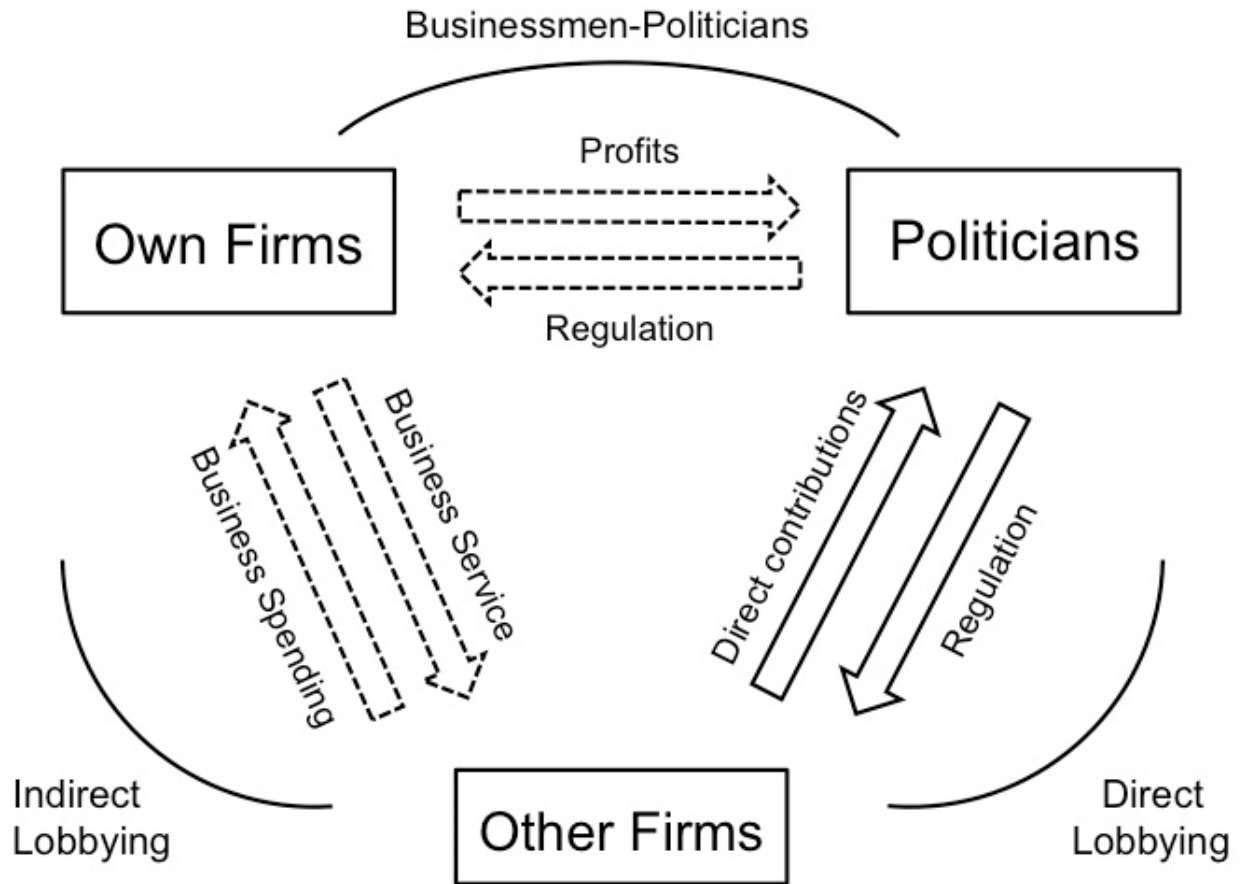 Businessmen-Politicians
Profits
Own Firms
Politicians
Regulation
Business Spending
Business Service
Direct contributions
Regulation
Indirect
Lobbying
Other Firms
Direct
Lobbying